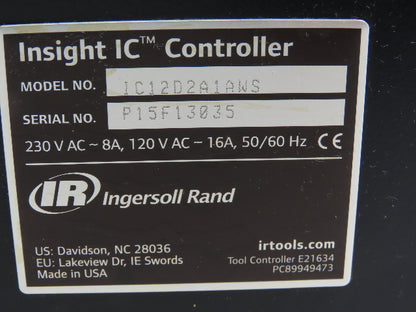 Insight IC™ Controller
MODEL NO. IC12D2A1AWS
SERIAL NO. P15F13035
230 V AC ~ 8A, 120 V AC ~ 16A, 50/60 Hz CE
IR Ingersoll Rand
US: Davidson, NC 28036
EU: Lakeview Dr, IE Swords
Made in USA
irtools.com
Tool Controller E21634
PC89949473